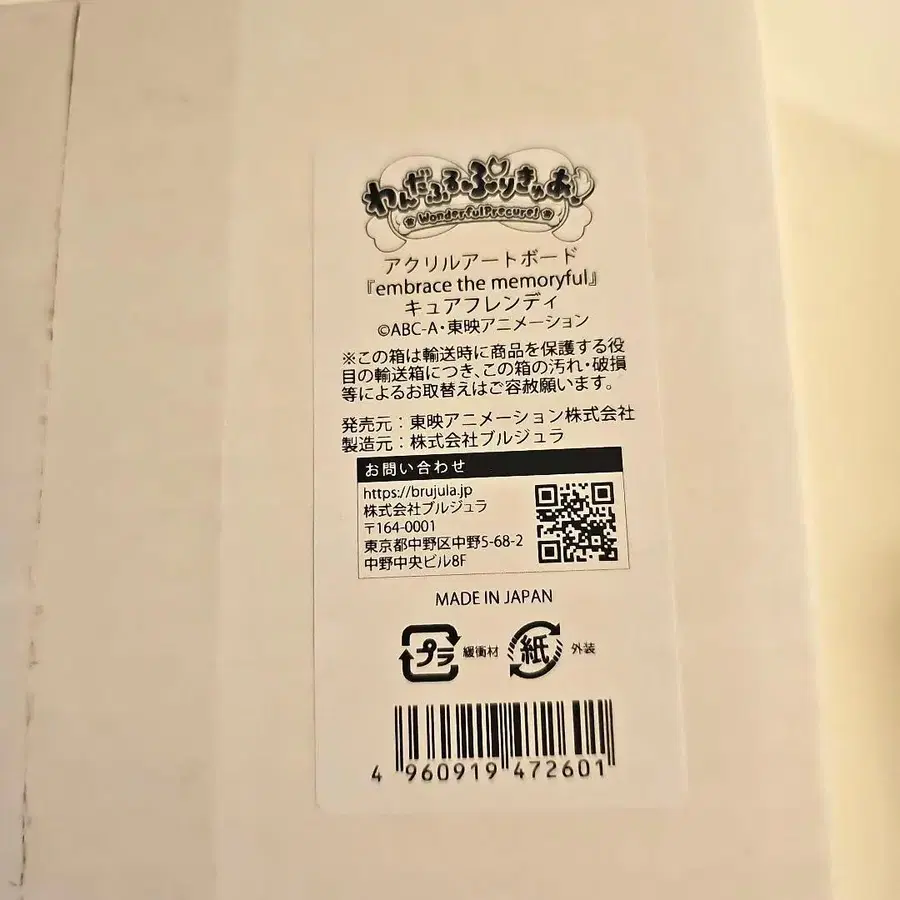 わんだふるぷりきゅあ!
WonderfulPrecure!
アクリルアートボード
『embrace the memoryful』
キュアフレンディ
©ABC-A・東映アニメーション
※この箱は輸送時に商品を保護する役
目の輸送箱につき、この箱の汚れ・破損
等によるお取替えはご容赦願います。
発売元:東映アニメーション株式会社
製造元:株式会社ブルジュラ
お問い合わせ
https://brujula.jp
株式会社ブルジュラ
〒164-0001
東京都中野区中野5-68-2
中野中央ビル8F
MADE IN JAPAN
プラ 緩衝材 紙 外装
4 960919 472601